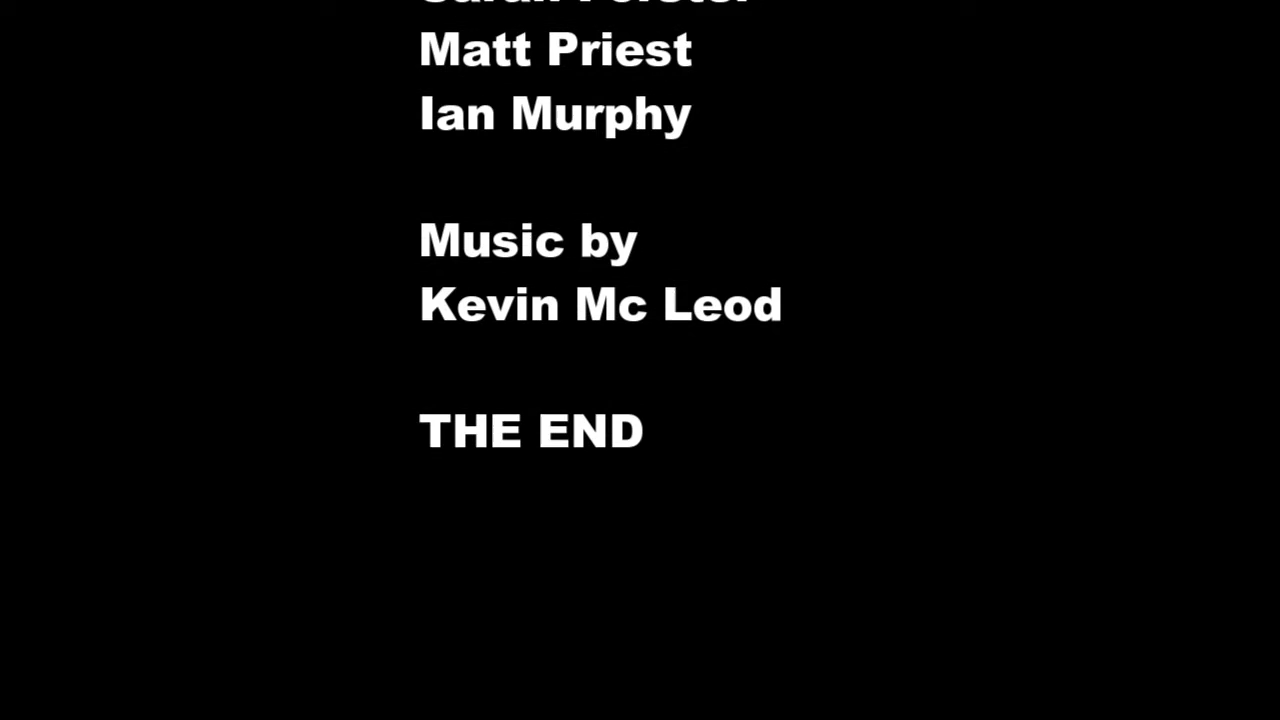 Matt Priest
Ian Murphy
Music by
Kevin Mc Leod
THE END